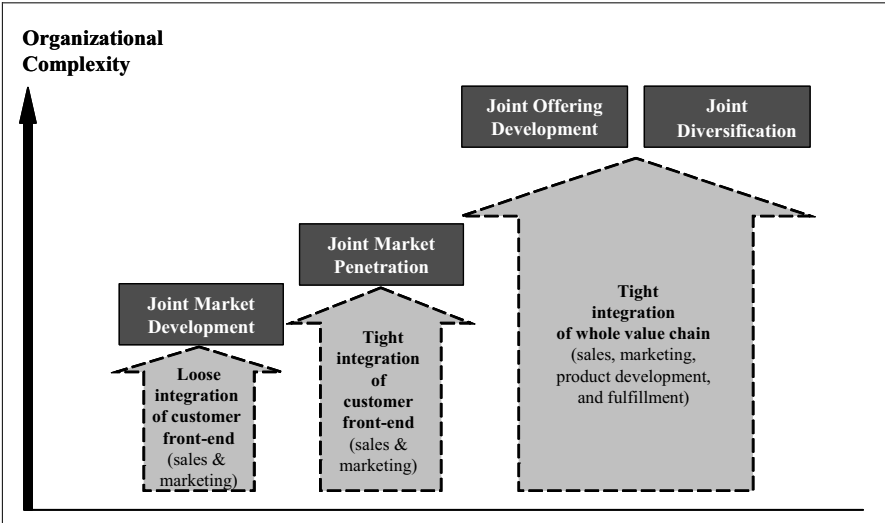 Organizational
Complexity
Joint Offering
Development
Joint
Diversification
Joint Market
Penetration
Joint Market
Development
Loose
integration
of customer
front-end
(sales &
marketing)
Tight
integration
of
customer
front-end
(sales &
marketing)
Tight
integration
of whole value chain
(sales, marketing,
product development,
and fulfillment)